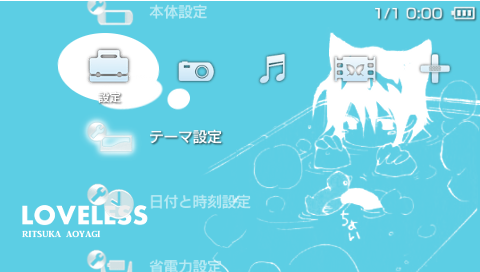 本体設定
1/1 0:00
設定
テーマ設定
日付と時刻設定
LOVELESS
RITSUKA AOYAGI
ちょい
省電力設定